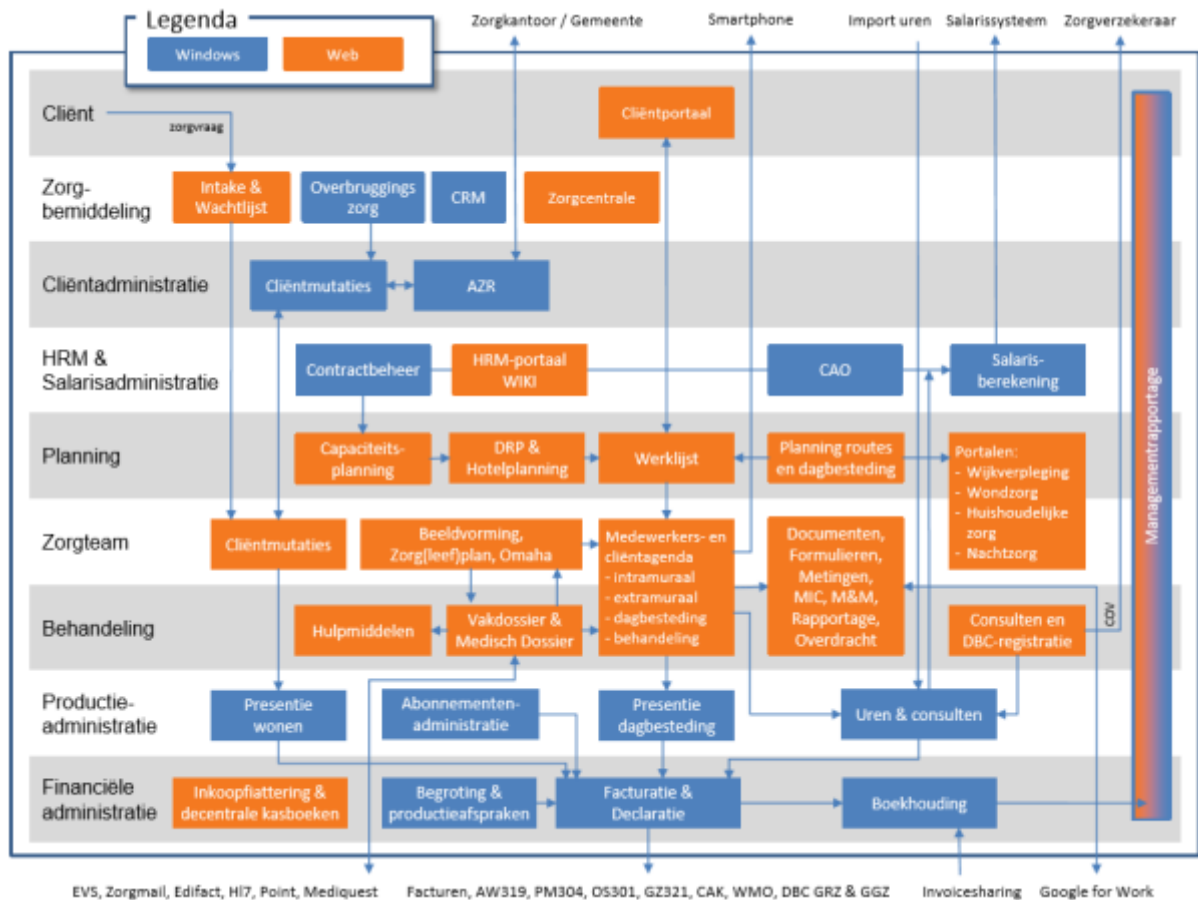 Legenda
Windows
Web
Zorgkantoor / Gemeente
Smartphone
Import uren
Salarissysteem
Zorgverzekeraar
Cliënt
zorgvraag
Cliëntportaal
Zorg-
bemiddeling
Intake &
Wachtlijst
Overbruggings
zorg
CRM
Zorgcentrale
Cliëntadministratie
Cliëntmutaties
AZR
HRM &
Salarisadministratie
Contractbeheer
HRM-portaal
WIKI
CAO
Salaris-
berekening
Planning
Capaciteits-
planning
DRP &
Hotelplanning
Werklijst
Planning routes
en dagbesteding
Portalen:
- Wijkverpleging
- Wondzorg
- Huishoudelijke
zorg
- Nachtzorg
Zorgteam
Cliëntmutaties
Beeldvorming,
Zorg(leef)plan, Omaha
Medewerkers- en
cliëntagenda
- intramuraal
- extramuraal
- dagbesteding
- behandeling
Documenten,
Formulieren,
Metingen,
MIC, M&M,
Rapportage,
Overdracht
Behandeling
Hulpmiddelen
Vakdossier &
Medisch Dossier
Consulten en
DBC-registratie
COV
Productie-
administratie
Presentie
wonen
Abonnementen-
administratie
Presentie
dagbesteding
Uren & consulten
Financiële
administratie
Inkoopfiattering &
decentrale kasboeken
Begroting &
productieafspraken
Facturatie &
Declaratie
Boekhouding
Managementrapportage
EVS, Zorgmail, Edifact, Hl7, Point, Mediquest
Facturen, AW319, PM304, OS301, GZ321, CAK, WMO, DBC GRZ & GGZ
Invoicesharing
Google for Work